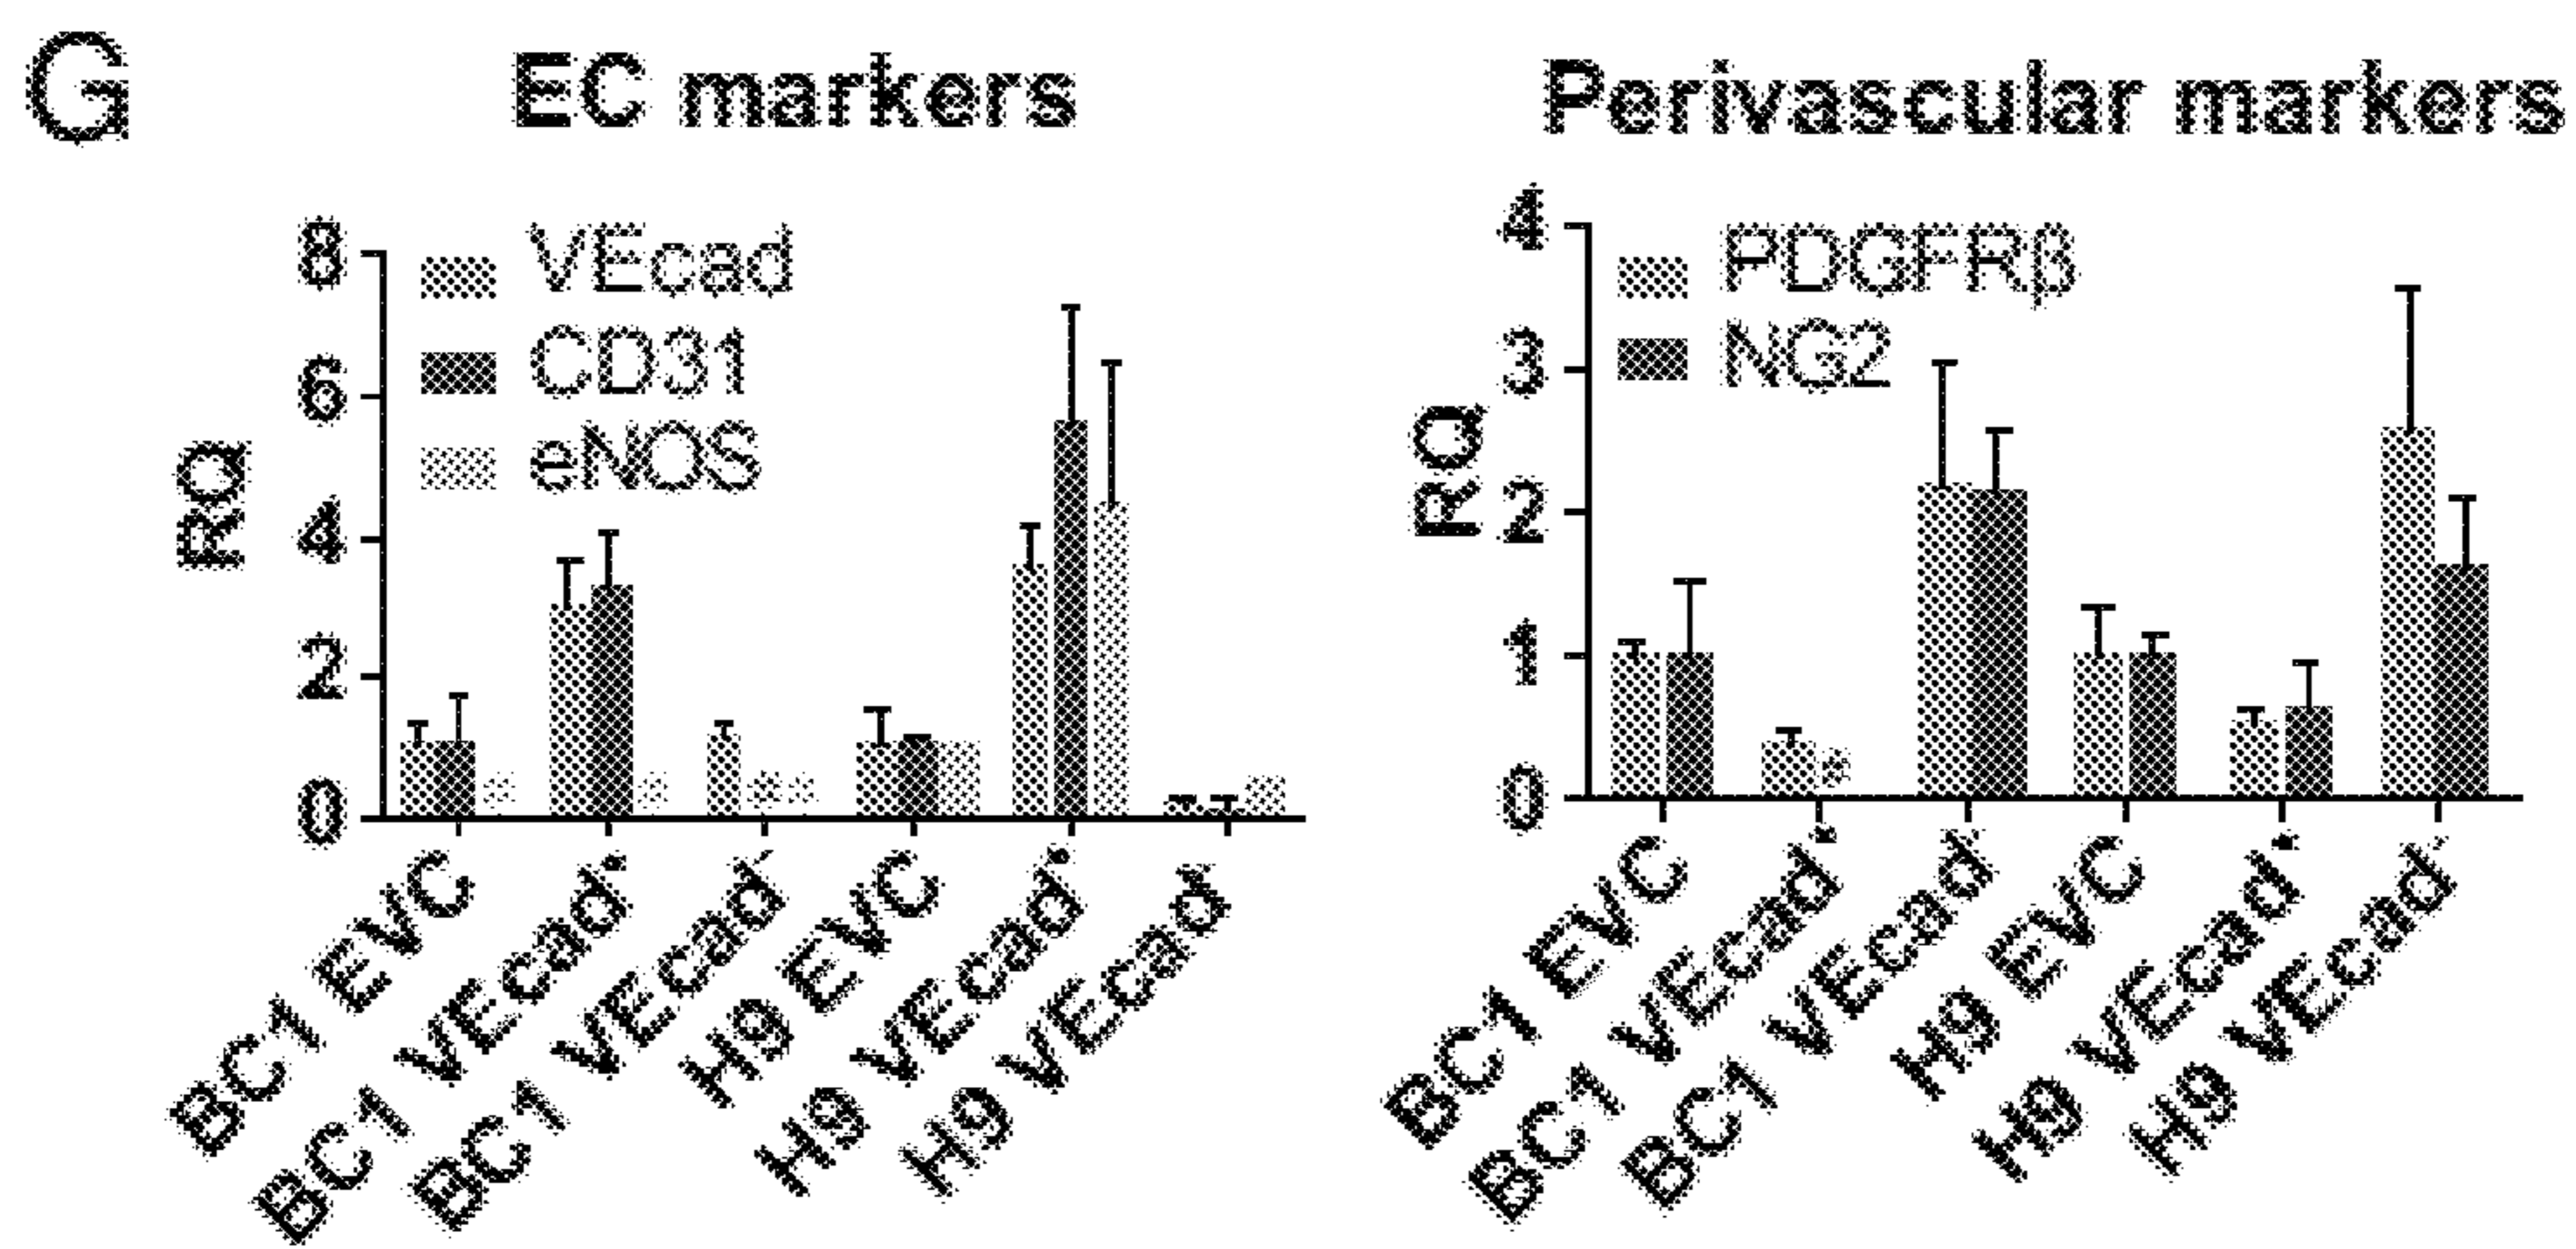 G
EC markers
Perivascular markers
VEcad
CD31
eNOS
RQ
8
6
4
2
0
BC1 EVC
BC1 VEcad⁺
BC1 VEcad⁻
H9 EVC
H9 VEcad⁺
H9 VEcad⁻
PDGFRβ
NG2
RQ
4
3
2
1
0
BC1 EVC
BC1 VEcad⁺
BC1 VEcad⁻
H9 EVC
H9 VEcad⁺
H9 VEcad⁻